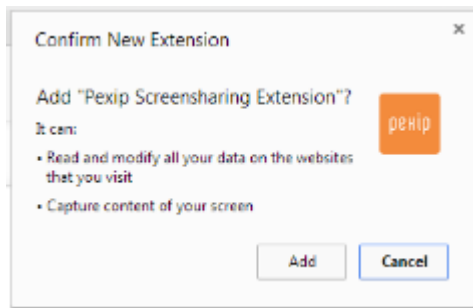 Confirm New Extension
Add "Pexip Screensharing Extension"?
It can:
• Read and modify all your data on the websites
that you visit
• Capture content of your screen
pexip
Add
Cancel